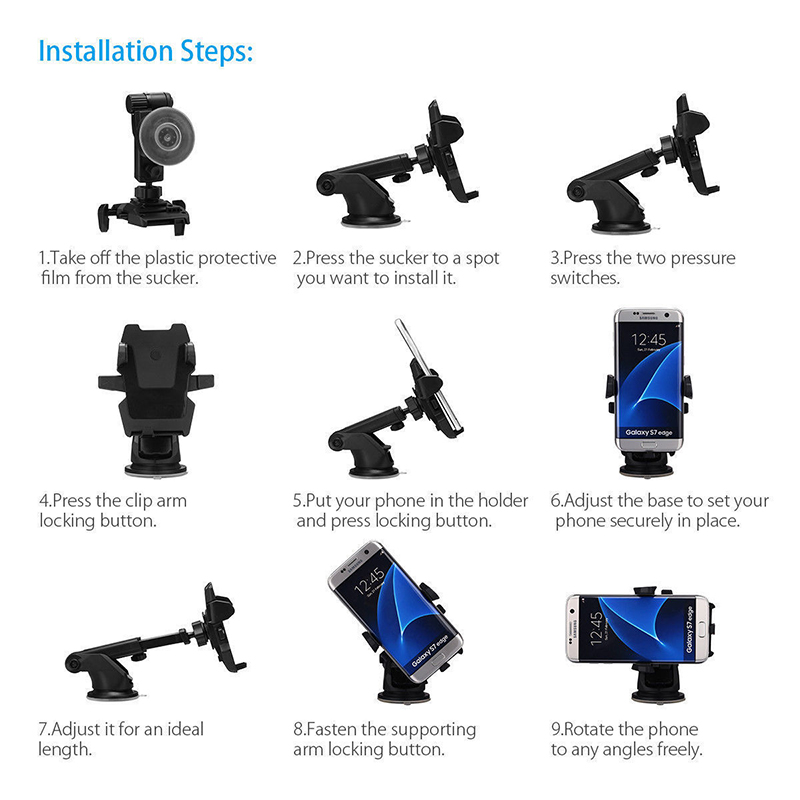 Installation Steps:
1.Take off the plastic protective
film from the sucker.
2.Press the sucker to a spot
you want to install it.
3.Press the two pressure
switches.
4.Press the clip arm
locking button.
5.Put your phone in the holder
and press locking button.
SAMSUNG
12:45
Galaxy S7 edge
6.Adjust the base to set your
phone securely in place.
7.Adjust it for an ideal
length.
SAMSUNG
12:45
Galaxy S7 edge
8.Fasten the supporting
arm locking button.
SAMSUNG
12:45
Galaxy S7 edge
9.Rotate the phone
to any angles freely.